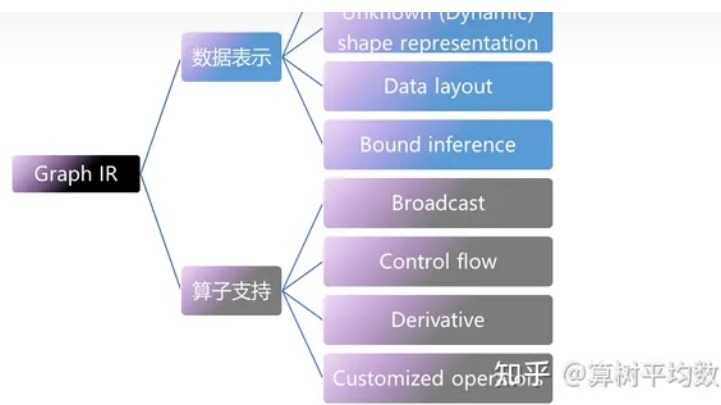 Unknown (Dynamic)
shape representation
数据表示
Data layout
Bound inference
Graph IR
Broadcast
Control flow
算子支持
Derivative
Customized operators
知乎 @算树平均数